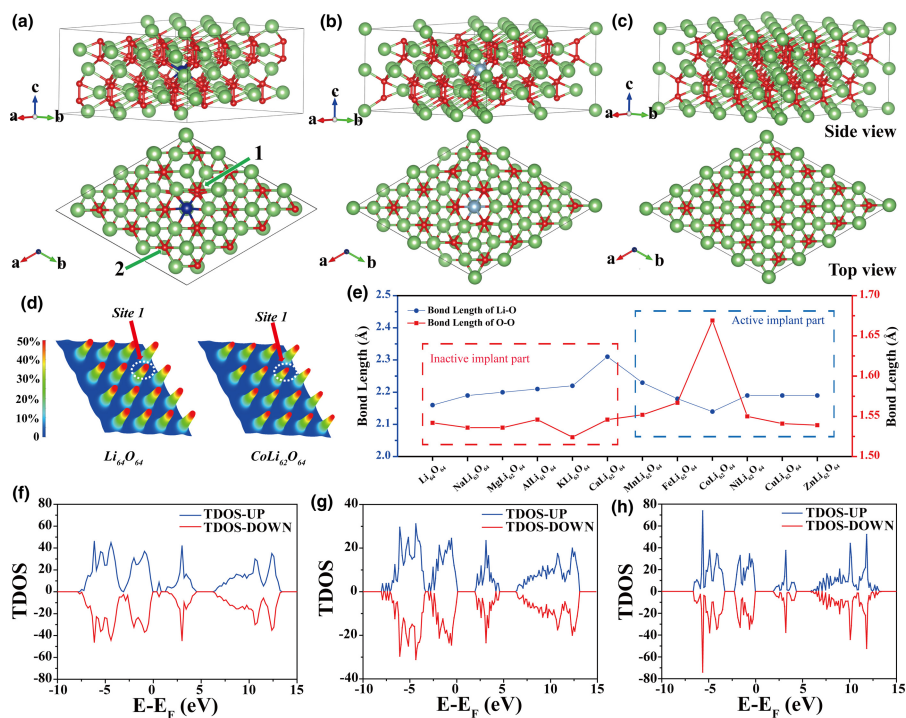 (a)
(b)
(c)
c
a
b
c
a
b
c
a
b
Side view
1
2
a
b
a
b
a
b
Top view
(d)
Site 1
Site 1
50%
40%
30%
20%
10%
0
Li₆₄O₆₄
CoLi₆₂O₆₄
(e)
2.5
2.4
2.3
2.2
2.1
2.0
Bond Length (Å)
Bond Length of Li-O
Bond Length of O-O
Inactive implant part
Active implant part
1.70
1.65
1.60
1.55
1.50
Bond Length (Å)
Li₆₄O₆₄
NaLi₆₃O₆₄
MgLi₆₂O₆₄
AlLi₆₁O₆₄
KLi₆₃O₆₄
CaLi₆₂O₆₄
MnLi₆₂O₆₄
FeLi₆₂O₆₄
CoLi₆₂O₆₄
NiLi₆₂O₆₄
CuLi₆₂O₆₄
ZnLi₆₂O₆₄
(f)
TDOS-UP
TDOS-DOWN
80
60
40
20
0
-20
-40
-60
-80
TDOS
-10
-5
0
5
10
15
E-E_F (eV)
(g)
TDOS-UP
TDOS-DOWN
40
20
0
-20
-40
TDOS
-10
-5
0
5
10
15
E-E_F (eV)
(h)
TDOS-UP
TDOS-DOWN
80
60
40
20
0
-20
-40
-60
-80
TDOS
-10
-5
0
5
10
15
E-E_F (eV)